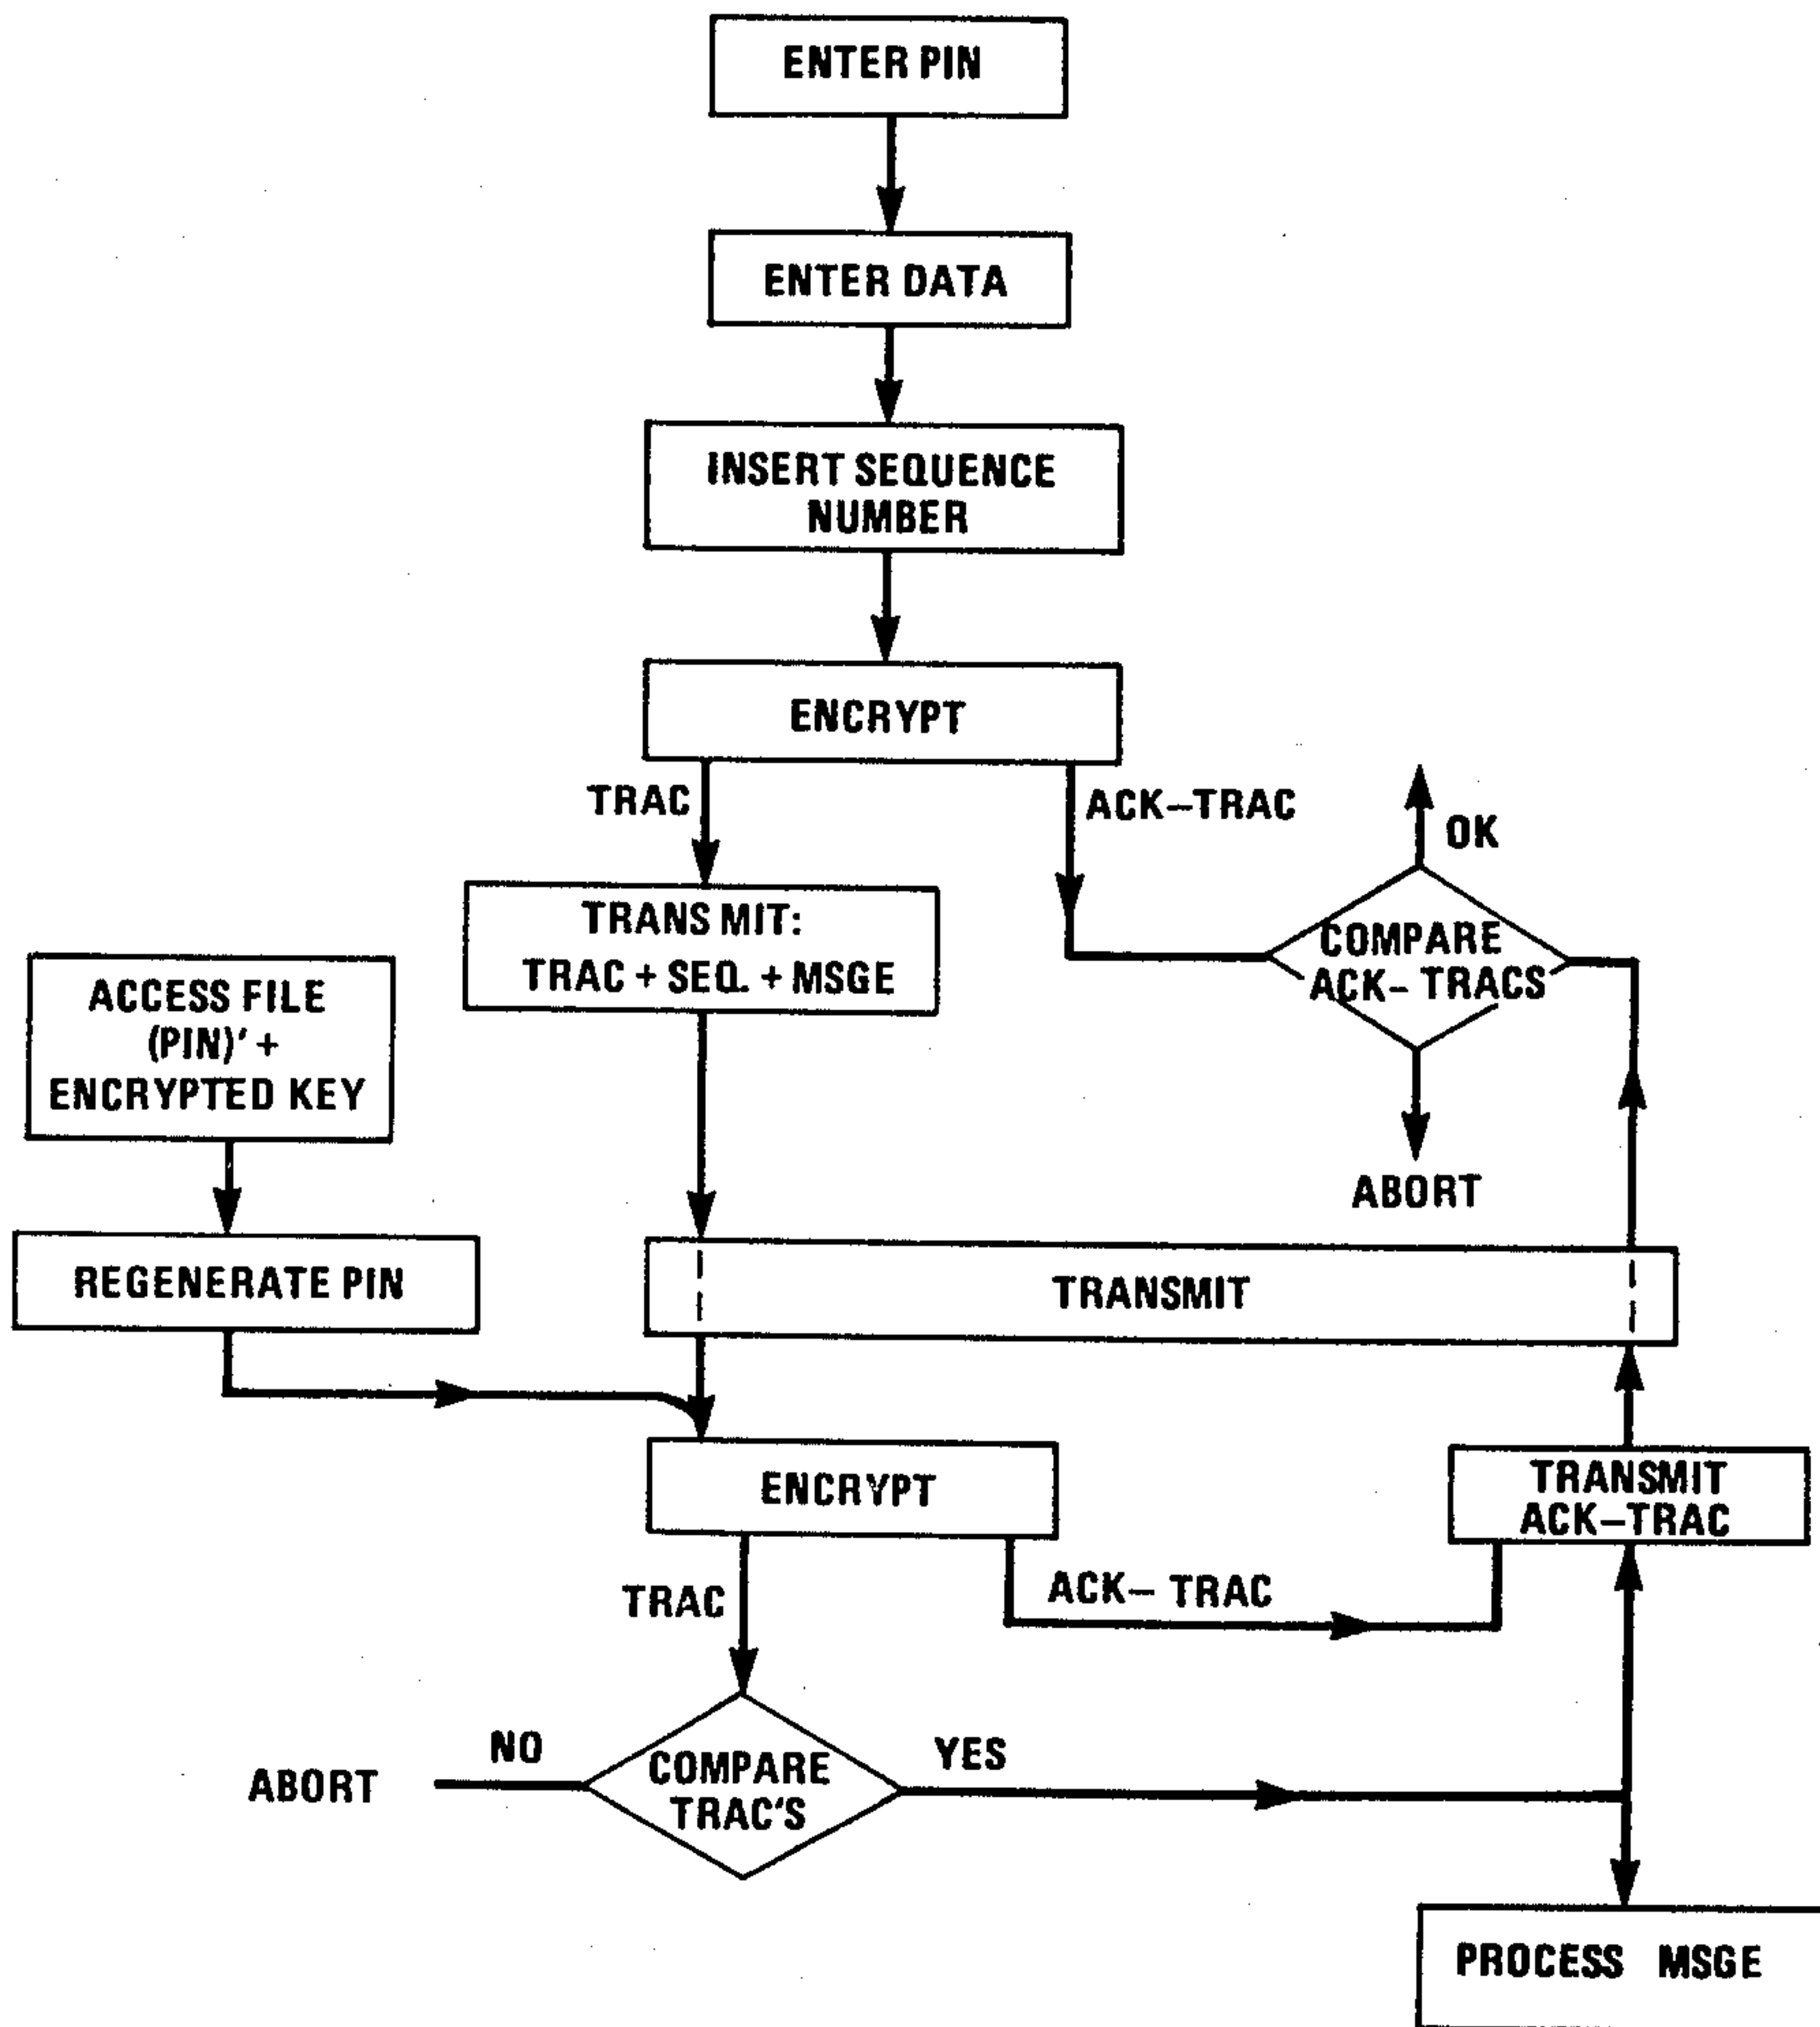 ENTER PIN
ENTER DATA
INSERT SEQUENCE
NUMBER
ENCRYPT
TRAC
ACK-TRAC
OK
TRANSMIT:
TRAC + SEQ. + MSGE
COMPARE
ACK- TRACS
ABORT
ACCESS FILE
(PIN)' +
ENCRYPTED KEY
REGENERATE PIN
TRANSMIT
ENCRYPT
TRANSMIT
ACK-TRAC
TRAC
ACK- TRAC
NO
YES
ABORT
COMPARE
TRAC'S
PROCESS MSGE